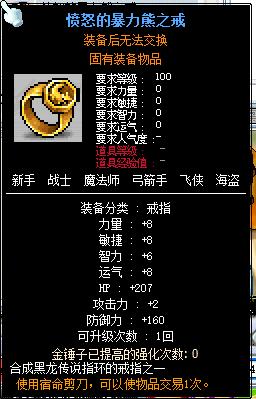 愤怒的暴力熊之戒
装备后无法交换
固有装备物品
要求等级 : 100
要求力量 : 0
要求敏捷 : 0
要求智力 : 0
要求运气 : 0
要求人气度 : -
道具等级 : -
道具经验值 : -
新手 战士 魔法师 弓箭手 飞侠 海盗
装备分类 : 戒指
力量 : +8
敏捷 : +8
智力 : +6
运气 : +8
HP : +207
攻击力 : +2
防御力 : +160
可升级次数 : 1回
金锤子已提高的强化次数: 0
合成黑龙传说指环的戒指之一
使用宿命剪刀，可以使物品交易1次。